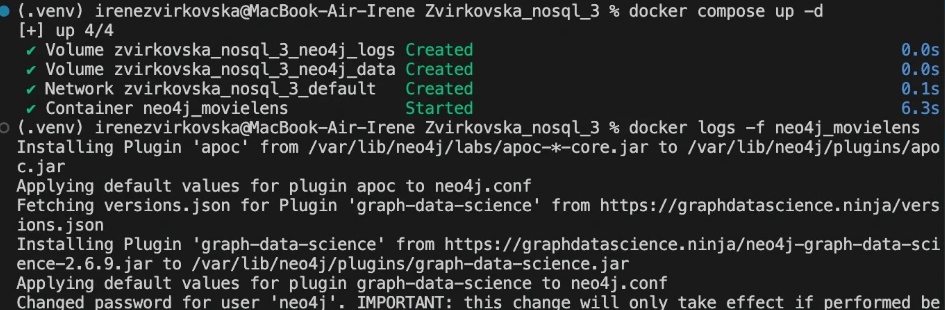 (.venv) irenezvirkovska@MacBook-Air-Irene Zvirkovska_nosql_3 % docker compose up -d
[+] up 4/4
✔ Volume zvirkovska_nosql_3_neo4j_logs Created 0.0s
✔ Volume zvirkovska_nosql_3_neo4j_data Created 0.0s
✔ Network zvirkovska_nosql_3_default Created 0.1s
✔ Container neo4j_movielens Started 6.3s
(.venv) irenezvirkovska@MacBook-Air-Irene Zvirkovska_nosql_3 % docker logs -f neo4j_movielens
Installing Plugin 'apoc' from /var/lib/neo4j/labs/apoc-*-core.jar to /var/lib/neo4j/plugins/apo
c.jar
Applying default values for plugin apoc to neo4j.conf
Fetching versions.json for Plugin 'graph-data-science' from https://graphdatascience.ninja/vers
ions.json
Installing Plugin 'graph-data-science' from https://graphdatascience.ninja/neo4j-graph-data-sci
ence-2.6.9.jar to /var/lib/neo4j/plugins/graph-data-science.jar
Applying default values for plugin graph-data-science to neo4j.conf
Changed password for user 'neo4j'. IMPORTANT: this change will only take effect if performed be